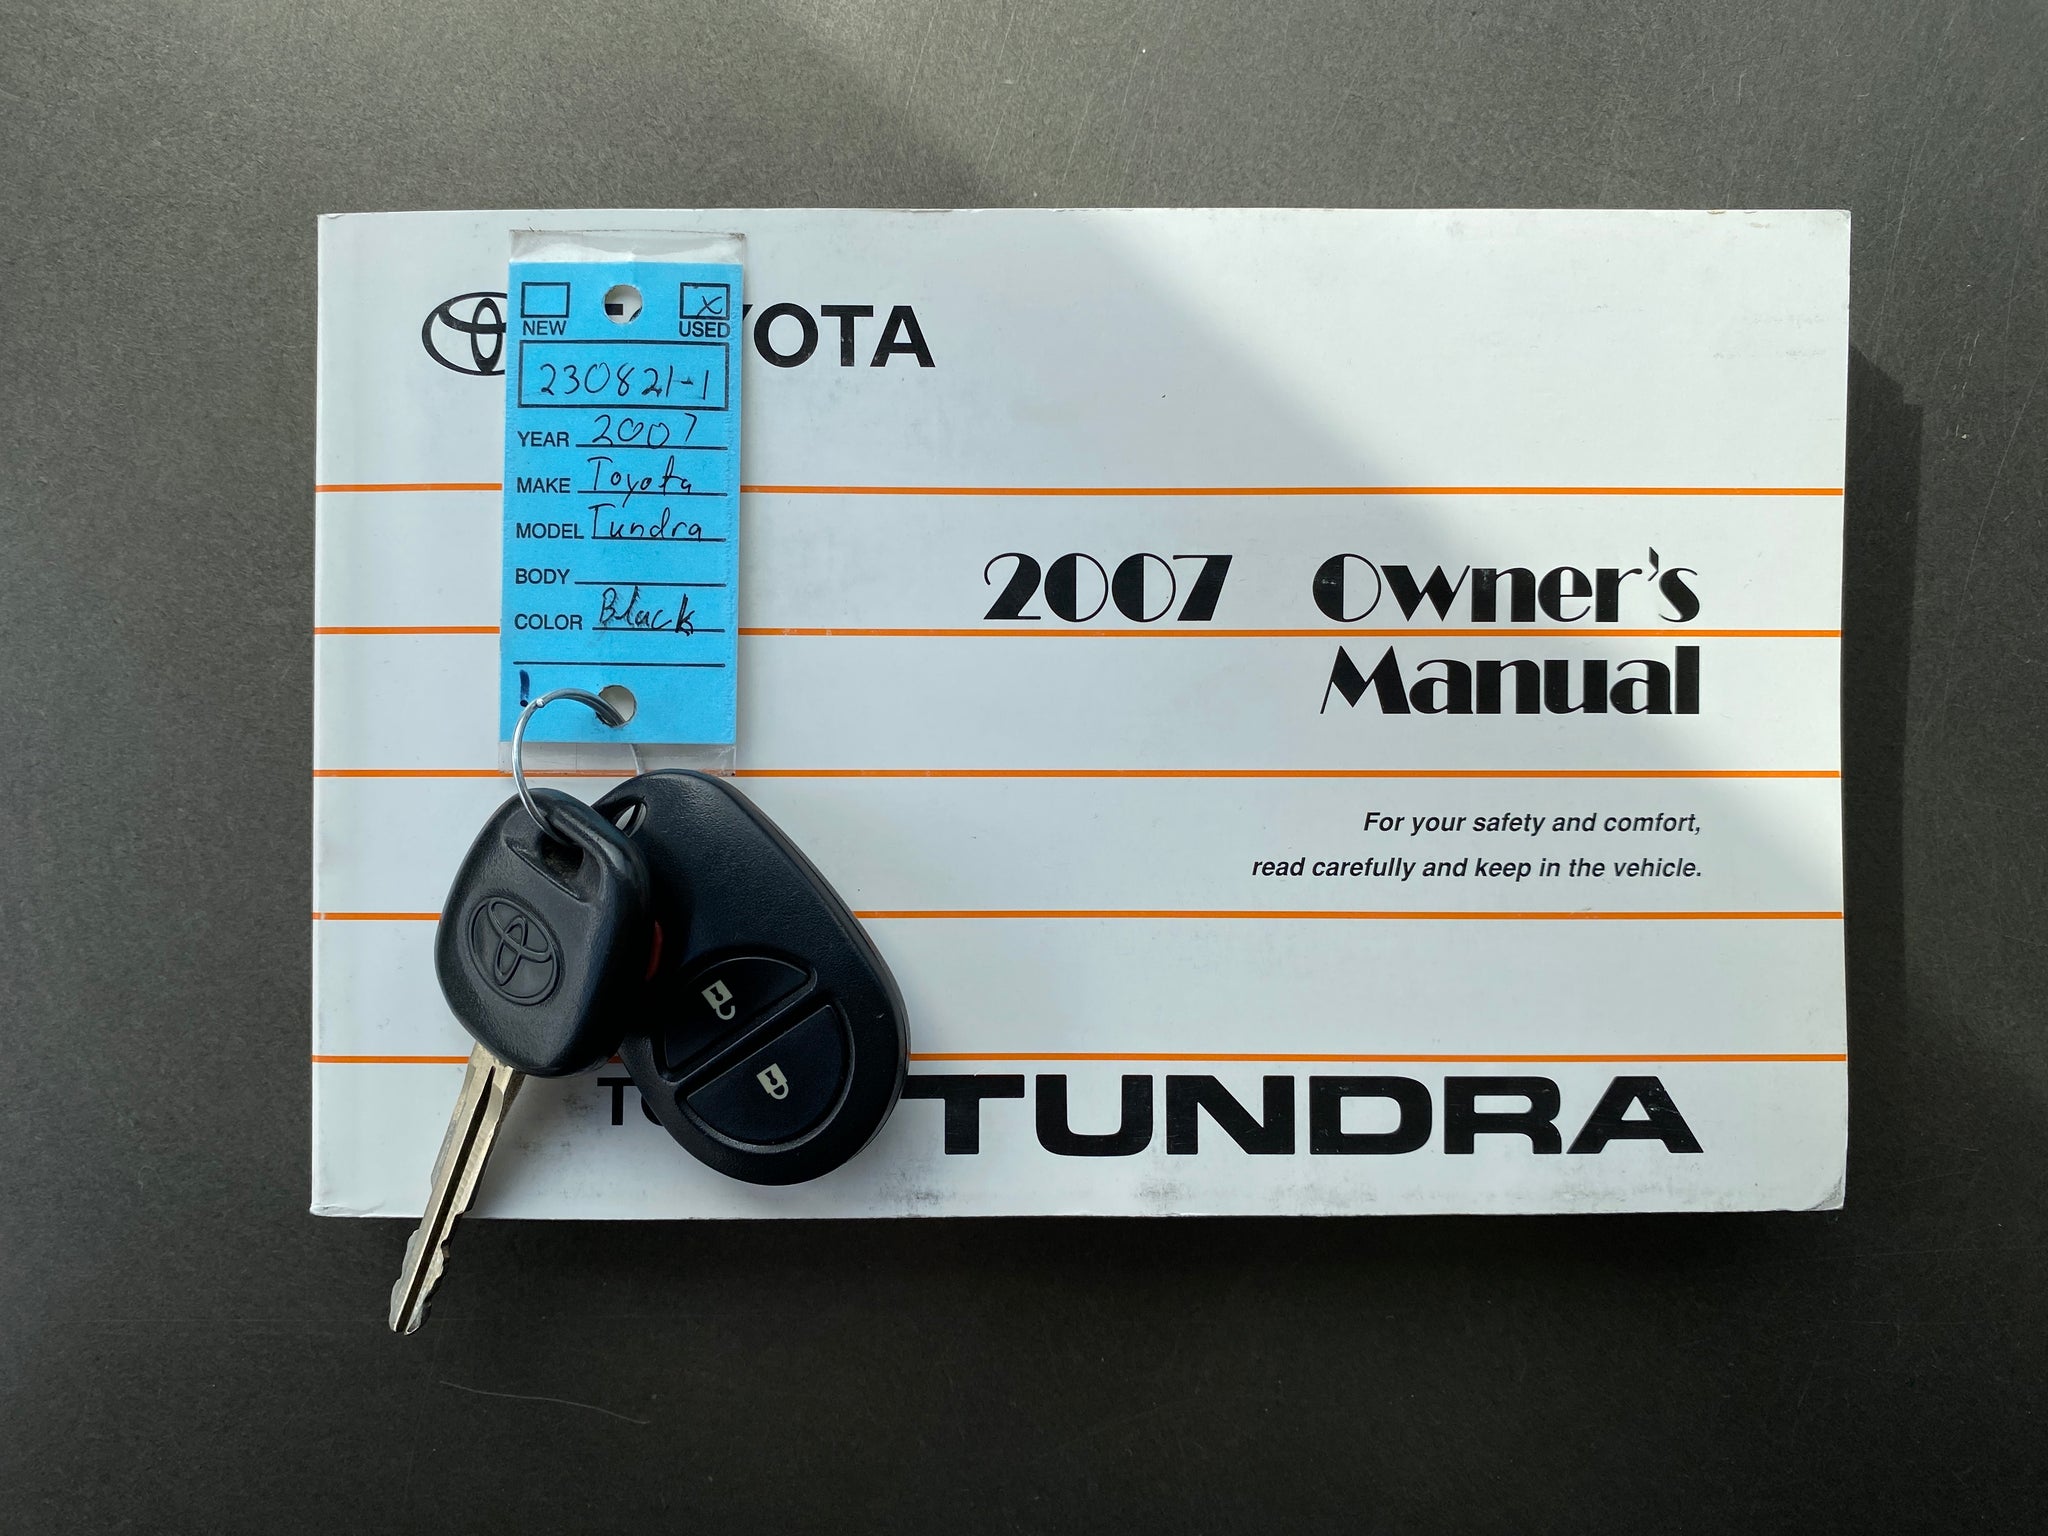 NEW USED
x
230821-1
YEAR 2007
MAKE Toyota
MODEL Tundra
BODY
COLOR Black
OTA
2007 Owner's
Manual
For your safety and comfort,
read carefully and keep in the vehicle.
TUNDRA